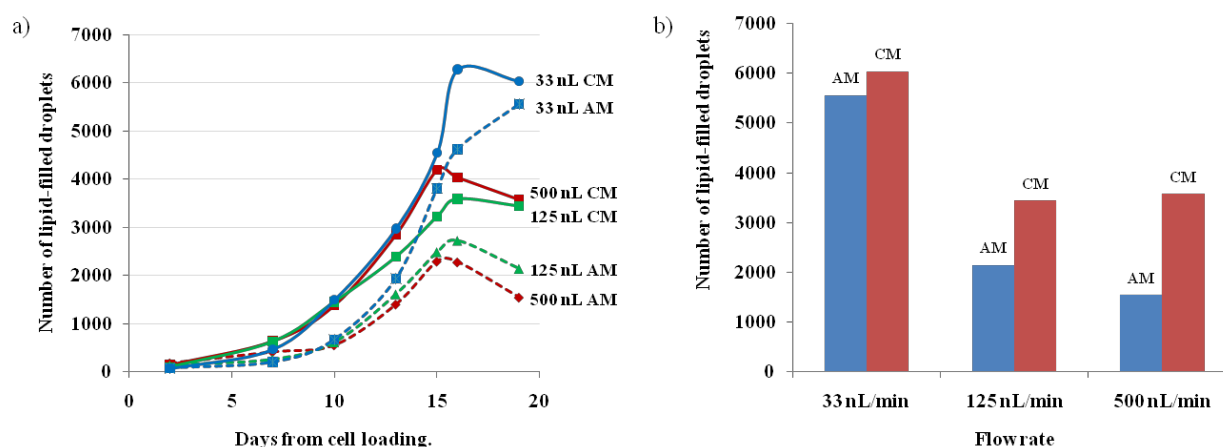 a)
Number of lipid-filled droplets
7000
6000
5000
4000
3000
2000
1000
0
0 5 10 15 20
Days from cell loading.
33 nL CM
33 nL AM
500 nL CM
125 nL CM
125 nL AM
500 nL AM
b)
Number of lipid-filled droplets
7000
6000
5000
4000
3000
2000
1000
0
AM CM
AM CM
AM CM
33 nL/min 125 nL/min 500 nL/min
Flow rate